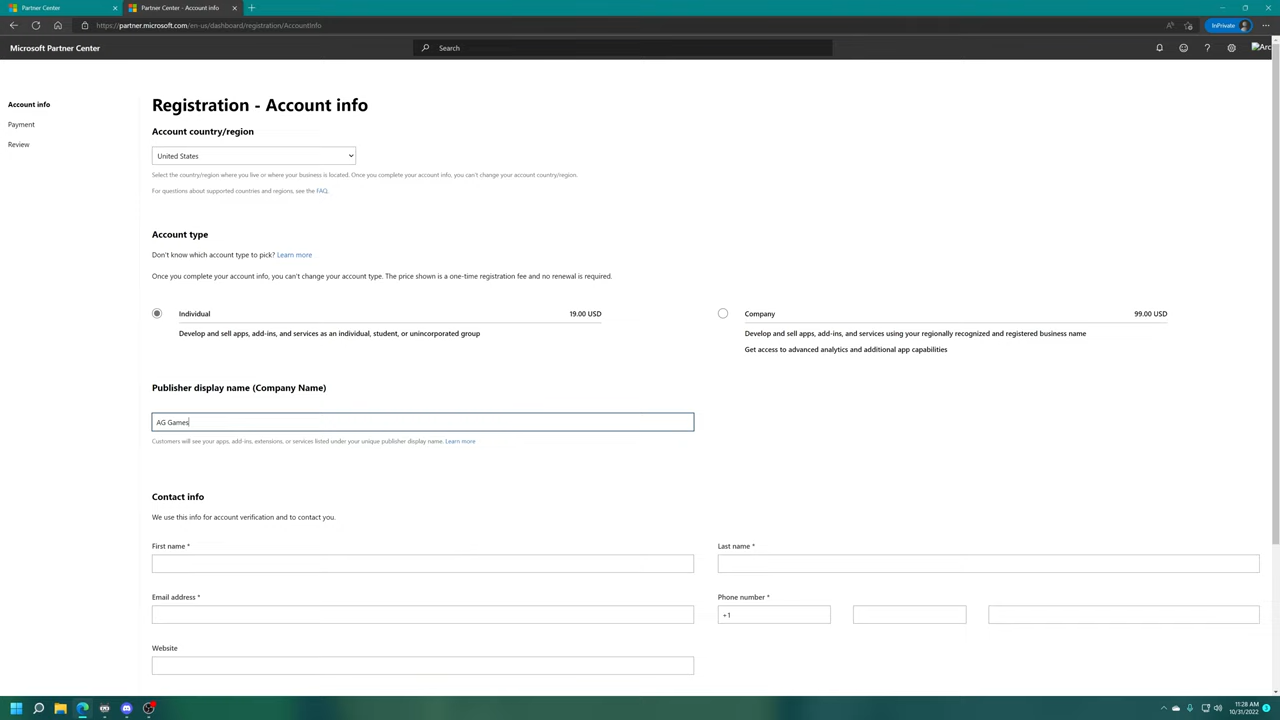 Partner Center
Partner Center - Account info
https://partner.microsoft.com/en-us/dashboard/registration/AccountInfo
InPrivate
Microsoft Partner Center
Search
Arc
Account info
Payment
Review
Registration - Account info
Account country/region
United States
Select the country/region where you live or where your business is located. Once you complete your account info, you can't change your account country/region.
For questions about supported countries and regions, see the FAQ.
Account type
Don't know which account type to pick? Learn more
Once you complete your account info, you can't change your account type. The price shown is a one-time registration fee and no renewal is required.
Individual 19.00 USD
Develop and sell apps, add-ins, and services as an individual, student, or unincorporated group
Company 99.00 USD
Develop and sell apps, add-ins, and services using your regionally recognized and registered business name
Get access to advanced analytics and additional app capabilities
Publisher display name (Company Name)
AG Games
Customers will see your apps, add-ins, extensions, or services listed under your unique publisher display name. Learn more
Contact info
We use this info for account verification and to contact you.
First name *
Last name *
Email address *
Phone number *
+1
Website
11:28 AM
10/31/2022